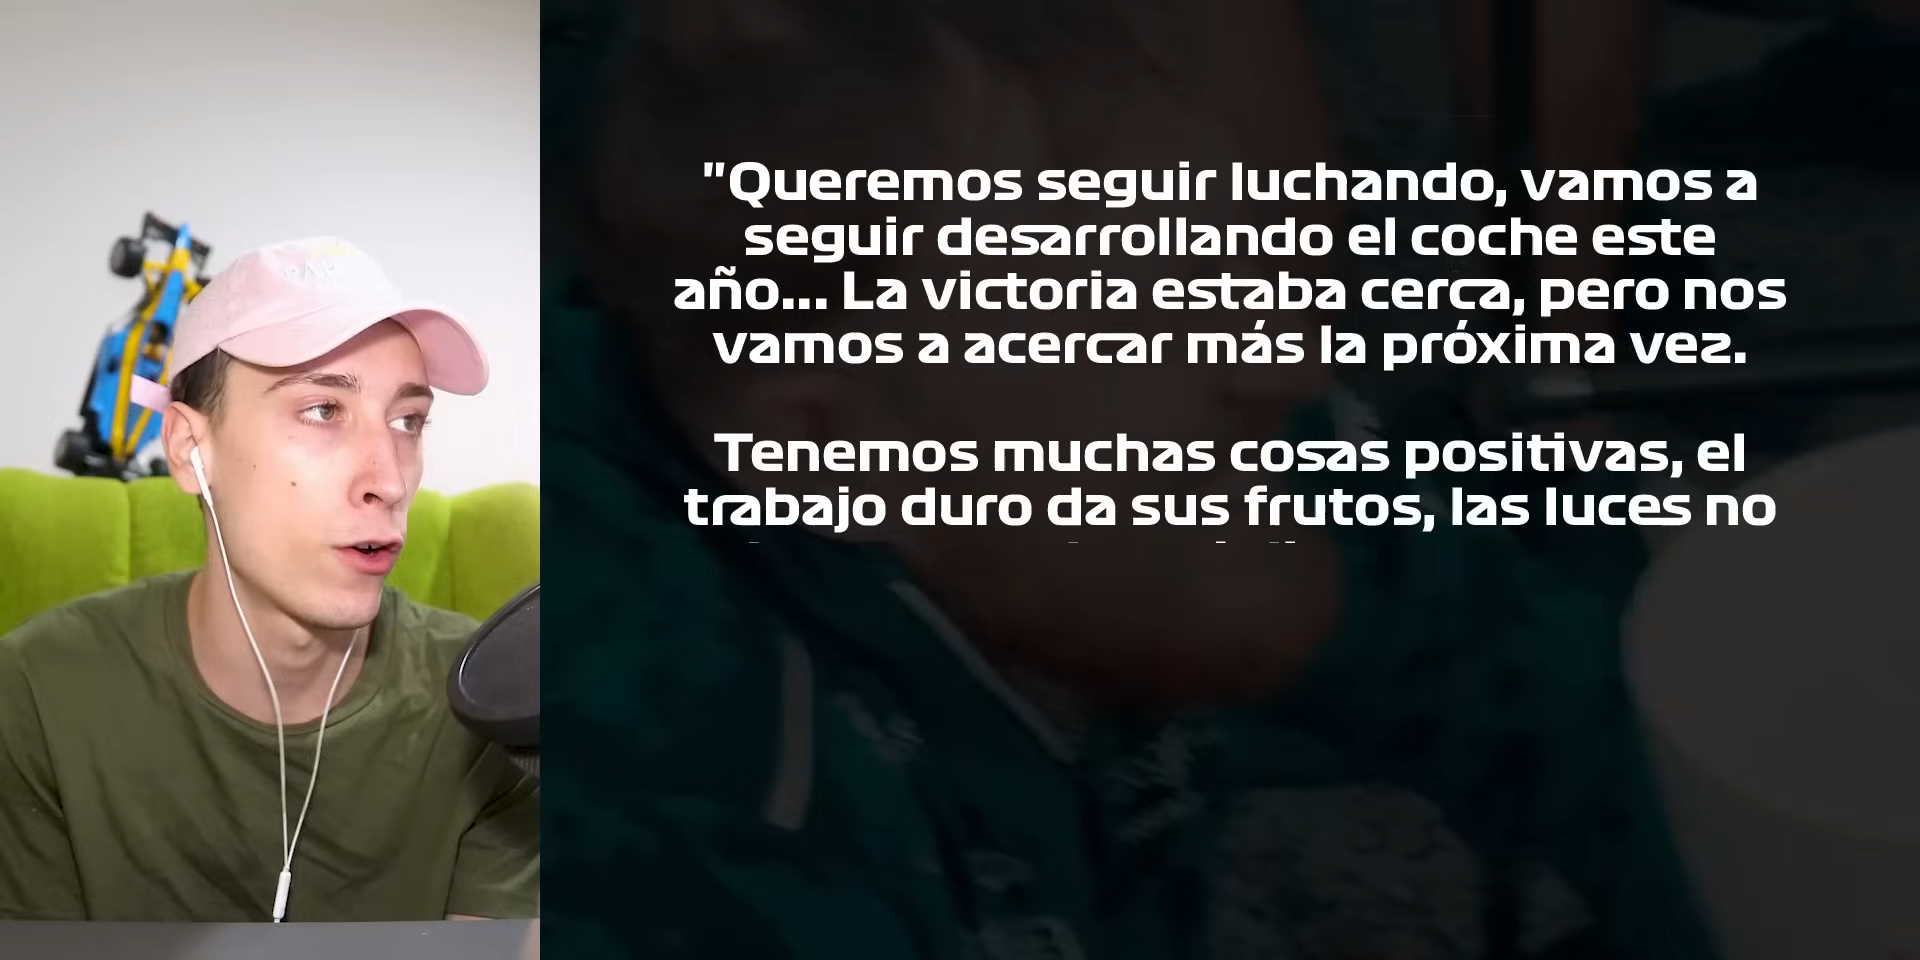 "Queremos seguir luchando, vamos a
seguir desarrollando el coche este
año... La victoria estaba cerca, pero nos
vamos a acercar más la próxima vez.
Tenemos muchas cosas positivas, el
trabajo duro da sus frutos, las luces no